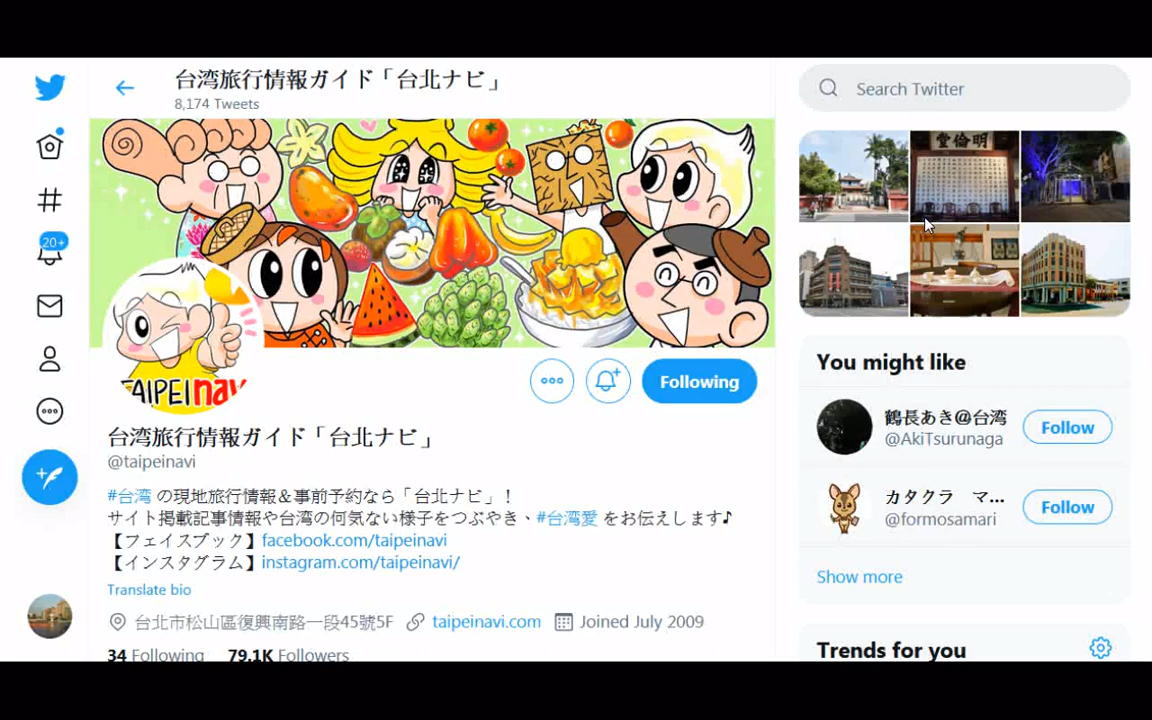 台湾旅行情報ガイド「台北ナビ」
8,174 Tweets
Search Twitter
明倫堂
20+
TAIPEInavi
Following
台湾旅行情報ガイド「台北ナビ」
@taipeinavi
#台湾 の現地旅行情報&事前予約なら「台北ナビ」!
サイト掲載記事情報や台湾の何気ない様子をつぶやき、#台湾愛 をお伝えします♪
【フェイスブック】facebook.com/taipeinavi
【インスタグラム】instagram.com/taipeinavi/
Translate bio
台北市松山區復興南路一段45號5F taipeinavi.com Joined July 2009
34 Following 79.1K Followers
You might like
鶴長あき@台湾
@AkiTsurunaga
Follow
カタクラ マ...
@formosamari
Follow
Show more
Trends for you